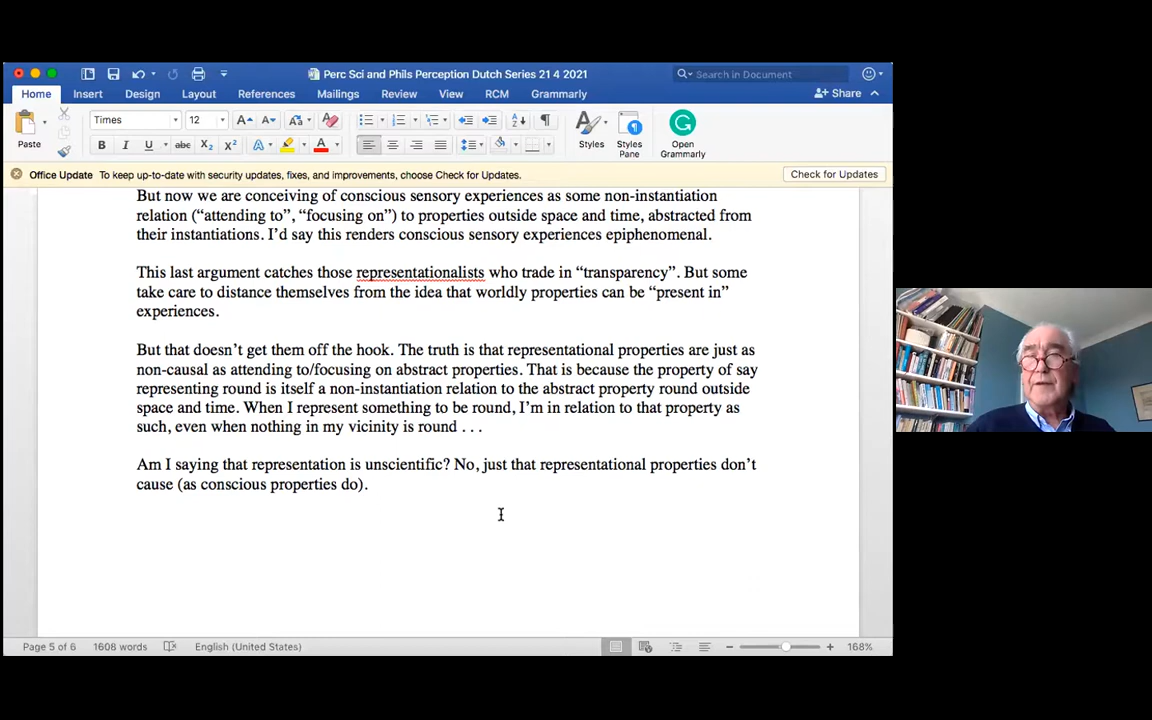 Perc Sci and Phils Perception Dutch Series 21 4 2021
Search in Document
Home Insert Design Layout References Mailings Review View RCM Grammarly
Share
Times 12
Paste
Styles
Styles Pane
Open Grammarly
Office Update To keep up-to-date with security updates, fixes, and improvements, choose Check for Updates.
Check for Updates
But now we are conceiving of conscious sensory experiences as some non-instantiation
relation (“attending to”, “focusing on”) to properties outside space and time, abstracted from
their instantiations. I’d say this renders conscious sensory experiences epiphenomenal.
This last argument catches those representationalists who trade in “transparency”. But some
take care to distance themselves from the idea that worldly properties can be “present in”
experiences.
But that doesn’t get them off the hook. The truth is that representational properties are just as
non-causal as attending to/focusing on abstract properties. That is because the property of say
representing round is itself a non-instantiation relation to the abstract property round outside
space and time. When I represent something to be round, I’m in relation to that property as
such, even when nothing in my vicinity is round . . .
Am I saying that representation is unscientific? No, just that representational properties don’t
cause (as conscious properties do).
Page 5 of 6 1608 words English (United States) 168%